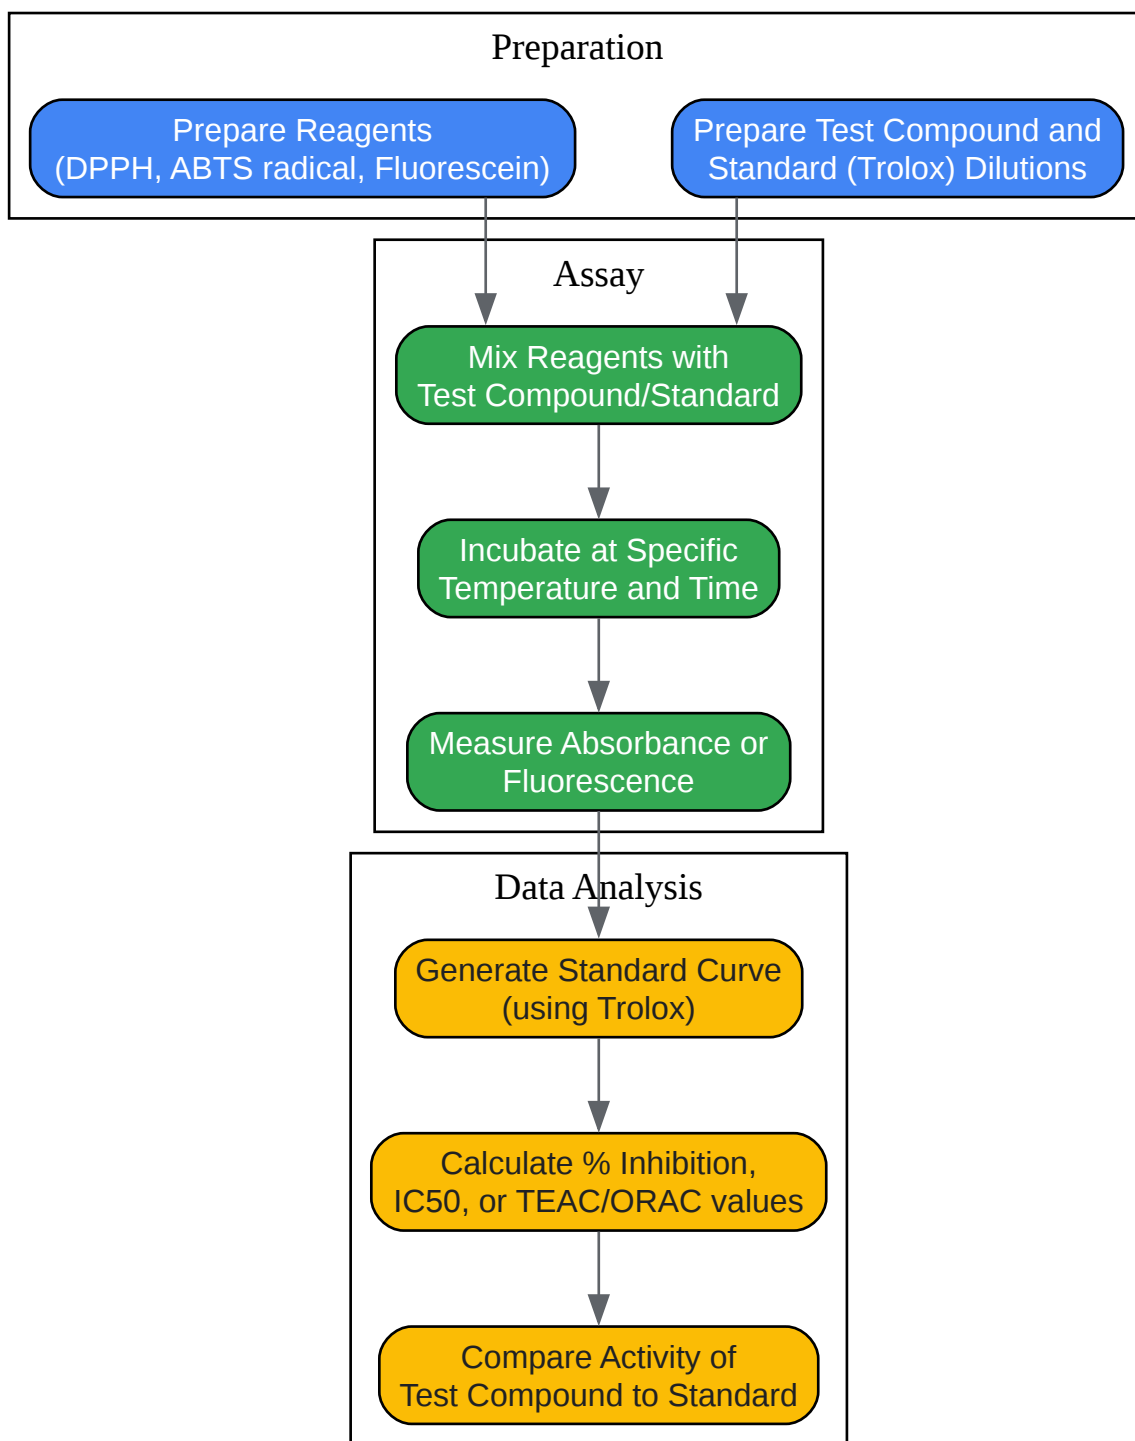 Preparation
Prepare Reagents
(DPPH, ABTS radical, Fluorescein)
Prepare Test Compound and
Standard (Trolox) Dilutions
Assay
Mix Reagents with
Test Compound/Standard
Incubate at Specific
Temperature and Time
Measure Absorbance or
Fluorescence
Data Analysis
Generate Standard Curve
(using Trolox)
Calculate % Inhibition,
IC50, or TEAC/ORAC values
Compare Activity of
Test Compound to Standard